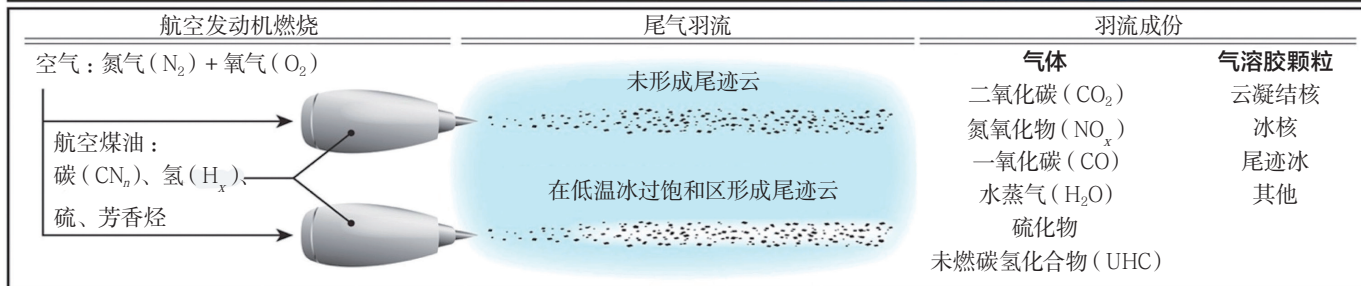 航空发动机燃烧
尾气羽流
羽流成份
空气：氮气(N₂)+氧气(O₂)
航空煤油：
碳(CNₙ)、氢(Hₓ)、
硫、芳香烃
未形成尾迹云
在低温冰过饱和区形成尾迹云
气体
二氧化碳(CO₂)
氮氧化物(NOₓ)
一氧化碳(CO)
水蒸气(H₂O)
硫化物
未燃碳氢化合物(UHC)
气溶胶颗粒
云凝结核
冰核
尾迹冰
其他